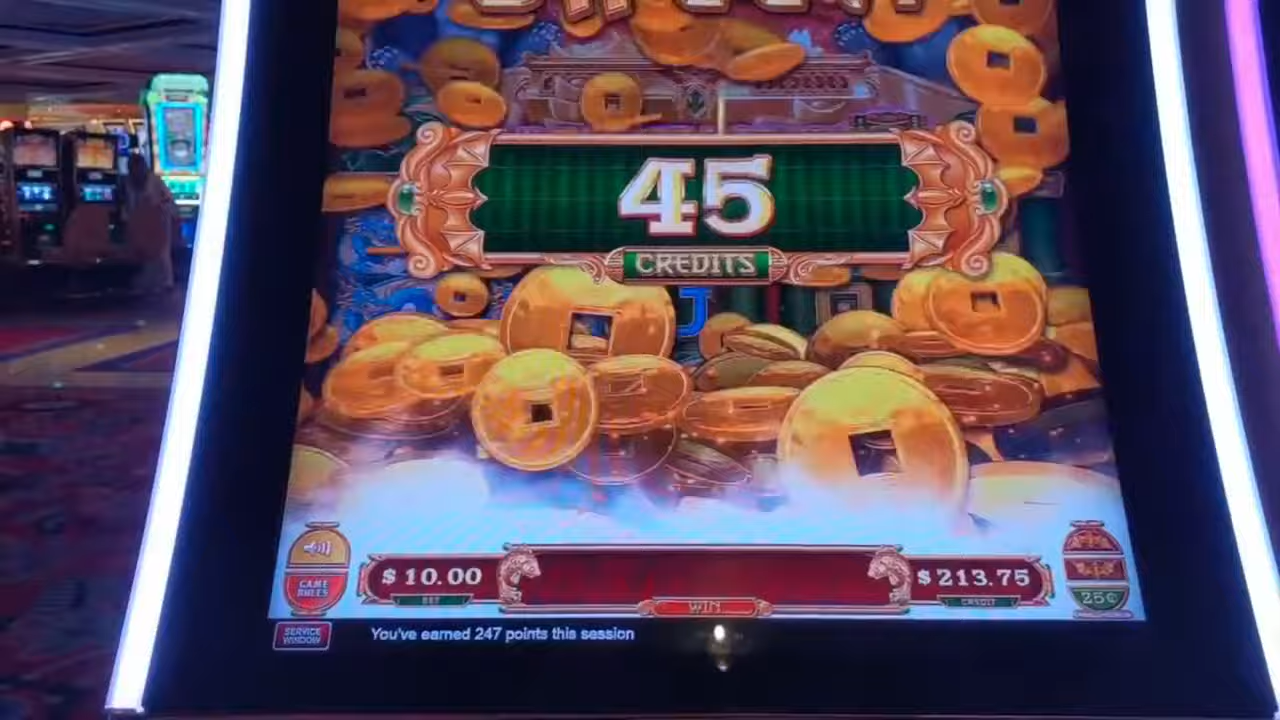 45
CREDITS
J
GAME
RULES
$10.00
BET
WIN
$213.75
CREDIT
25¢
SERVICE
WINDOW
You've earned 247 points this session